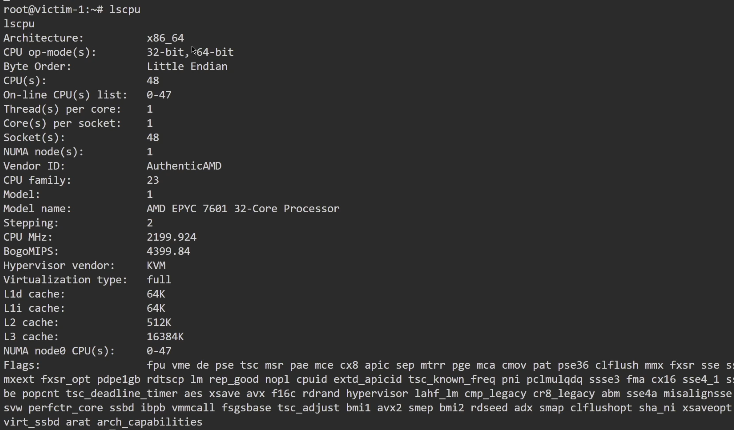 root@victim-1:~# lscpu
lscpu
Architecture: x86_64
CPU op-mode(s): 32-bit, 64-bit
Byte Order: Little Endian
CPU(s): 48
On-line CPU(s) list: 0-47
Thread(s) per core: 1
Core(s) per socket: 1
Socket(s): 48
NUMA node(s): 1
Vendor ID: AuthenticAMD
CPU family: 23
Model: 1
Model name: AMD EPYC 7601 32-Core Processor
Stepping: 2
CPU MHz: 2199.924
BogoMIPS: 4399.84
Hypervisor vendor: KVM
Virtualization type: full
L1d cache: 64K
L1i cache: 64K
L2 cache: 512K
L3 cache: 16384K
NUMA node0 CPU(s): 0-47
Flags: fpu vme de pse tsc msr pae mce cx8 apic sep mtrr pge mca cmov pat pse36 clflush mmx fxsr sse ss
mxext fxsr_opt pdpe1gb rdtscp lm rep_good nopl cpuid extd_apicid tsc_known_freq pni pclmulqdq ssse3 fma cx16 sse4_1 ss
be popcnt tsc_deadline_timer aes xsave avx f16c rdrand hypervisor lahf_lm cmp_legacy cr8_legacy abm sse4a misalignsse
svw perfctr_core ssbd ibpb vmmcall fsgsbase tsc_adjust bmi1 avx2 smep bmi2 rdseed adx smap clflushopt sha_ni xsaveopt
virt_ssbd arat arch_capabilities